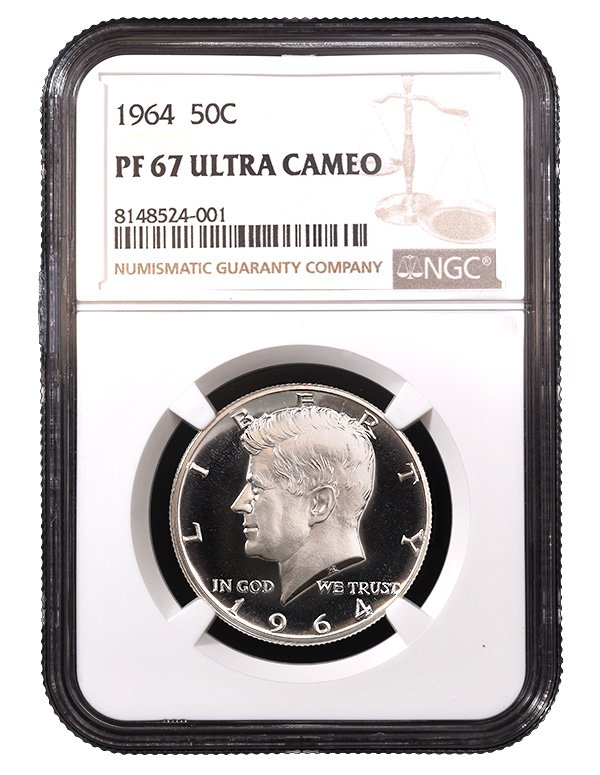 1964 50C
PF 67 ULTRA CAMEO
8148524-001
NUMISMATIC GUARANTY COMPANY
NGC®
LIBERTY
IN GOD WE TRUST
1964